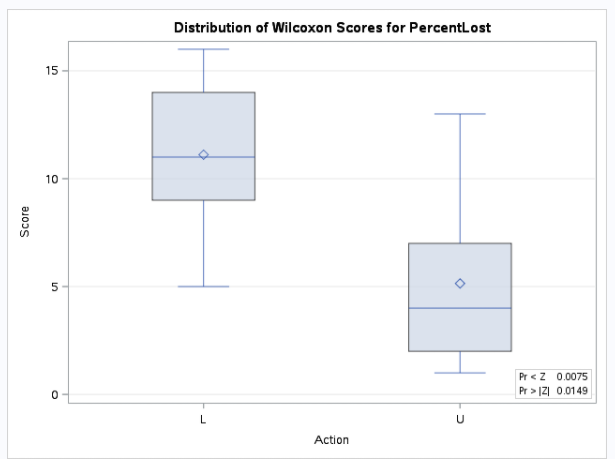 Distribution of Wilcoxon Scores for PercentLost
15
10
5
0
Score
L U
Action
Pr < Z 0.0075
Pr > |Z| 0.0149